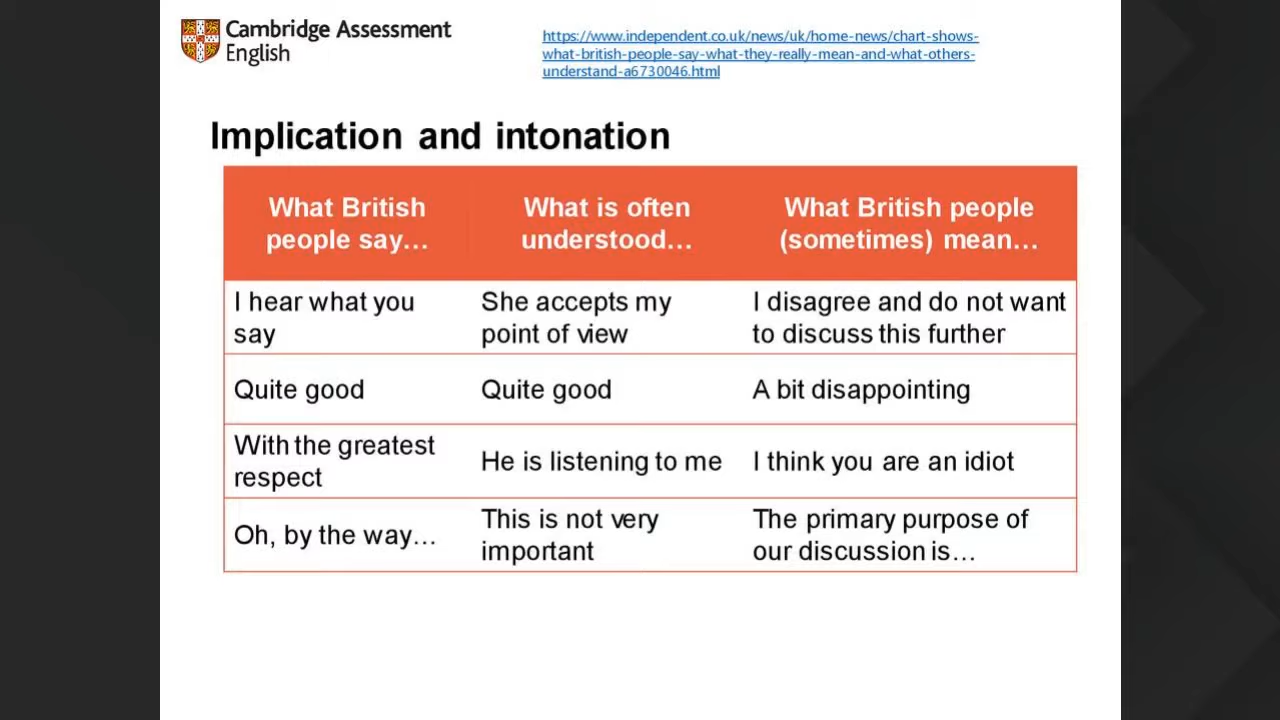 Cambridge Assessment
English
https://www.independent.co.uk/news/uk/home-news/chart-shows-
what-british-people-say-what-they-really-mean-and-what-others-
understand-a6730046.html
Implication and intonation
What British
people say…
What is often
understood…
What British people
(sometimes) mean…
I hear what you
say
She accepts my
point of view
I disagree and do not want
to discuss this further
Quite good
Quite good
A bit disappointing
With the greatest
respect
He is listening to me
I think you are an idiot
Oh, by the way…
This is not very
important
The primary purpose of
our discussion is…